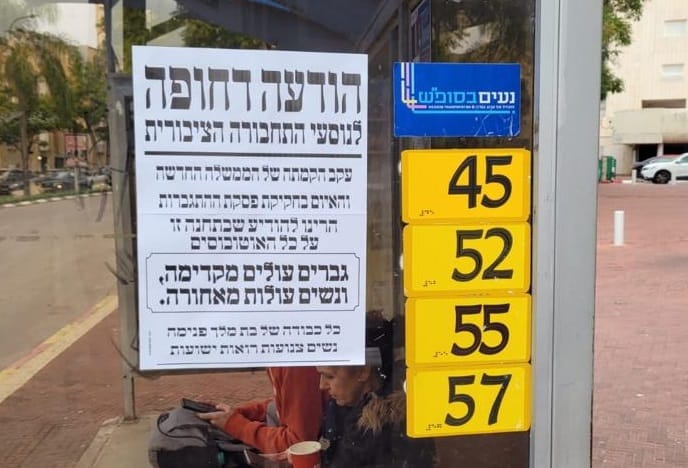 הודעה דחופה
לנוסעי התחבורה הציבורית
עקב הקמתה של הממשלה החדשה
והאיום בחקיקת פסקת ההתגברות
הרינו להודיע שבתחנה זו
על כל האוטובוסים
גברים עולים מקדימה,
ונשים עולות מאחורה.
כל כבודה של בת מלך פנימה
נשים צנועות רואות ישועות
נעים בסופ"ש
45
52
55
57